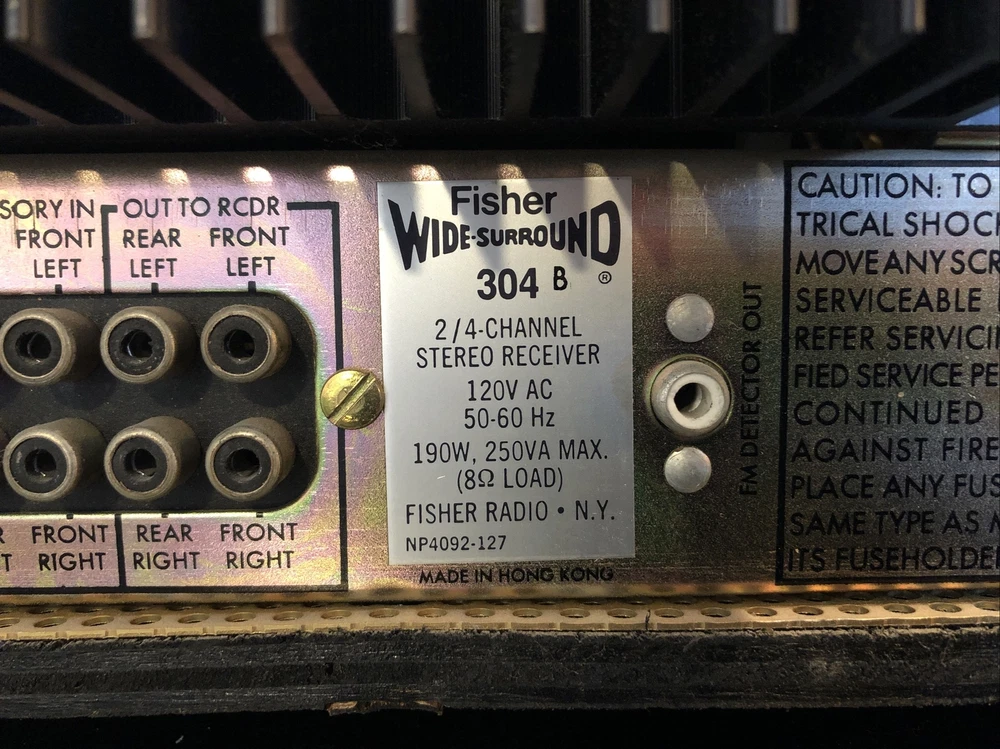 SORY IN
FRONT
LEFT
OUT TO RCDR
REAR FRONT
LEFT LEFT
FRONT
RIGHT
REAR FRONT
RIGHT RIGHT
Fisher
WIDE-SURROUND
304 B ®
2/4-CHANNEL
STEREO RECEIVER
120V AC
50-60 Hz
190W, 250VA MAX.
(8Ω LOAD)
FISHER RADIO • N.Y.
NP4092-127
MADE IN HONG KONG
FM DETECTOR OUT
CAUTION: TO
TRICAL SHOC
MOVE ANY SCR
SERVICEABLE
REFER SERVICI
FIED SERVICE PE
CONTINUED
AGAINST FIRE
PLACE ANY FUS
SAME TYPE AS
ITS FUSEHOLDE